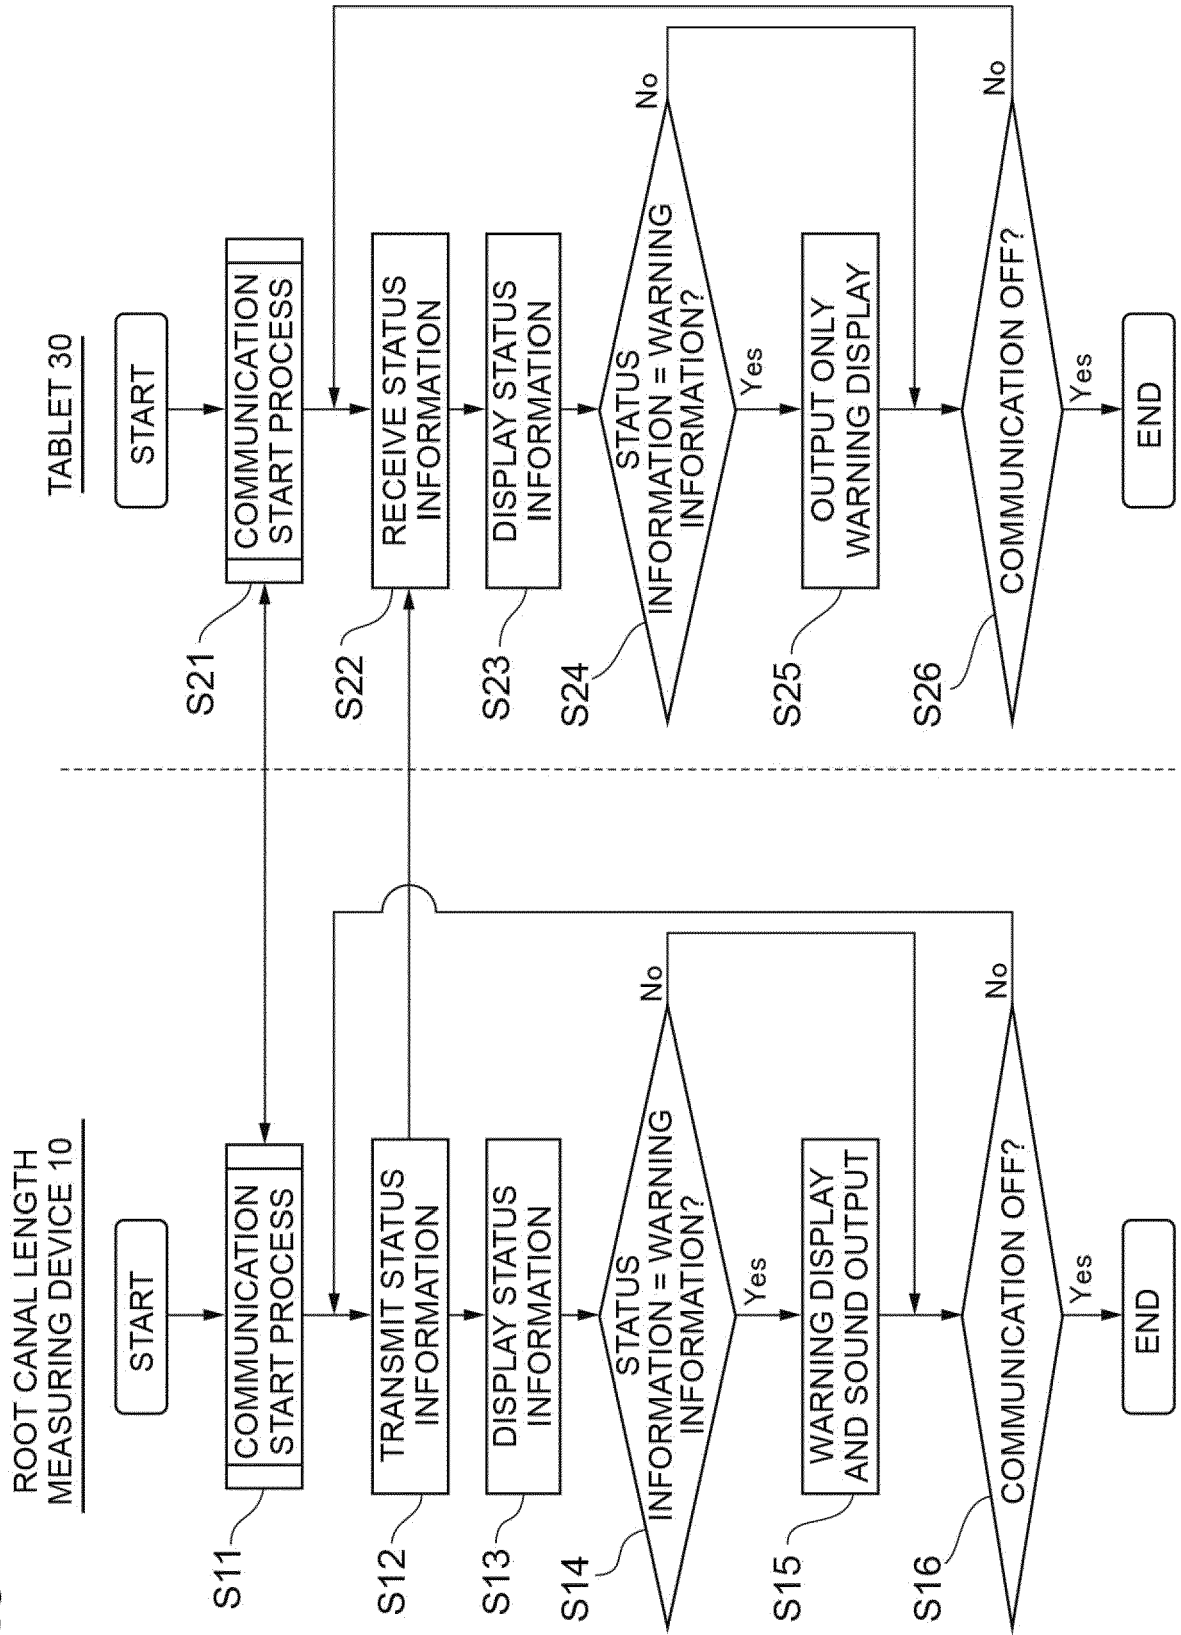 ROOT CANAL LENGTH
MEASURING DEVICE 10
START
S11
COMMUNICATION
START PROCESS
S12
TRANSMIT STATUS
INFORMATION
S13
DISPLAY STATUS
INFORMATION
S14
STATUS
INFORMATION = WARNING
INFORMATION?
No
Yes
S15
WARNING DISPLAY
AND SOUND OUTPUT
S16
COMMUNICATION OFF?
No
Yes
END
TABLET 30
START
S21
COMMUNICATION
START PROCESS
S22
RECEIVE STATUS
INFORMATION
S23
DISPLAY STATUS
INFORMATION
S24
STATUS
INFORMATION = WARNING
INFORMATION?
No
Yes
S25
OUTPUT ONLY
WARNING DISPLAY
S26
COMMUNICATION OFF?
No
Yes
END